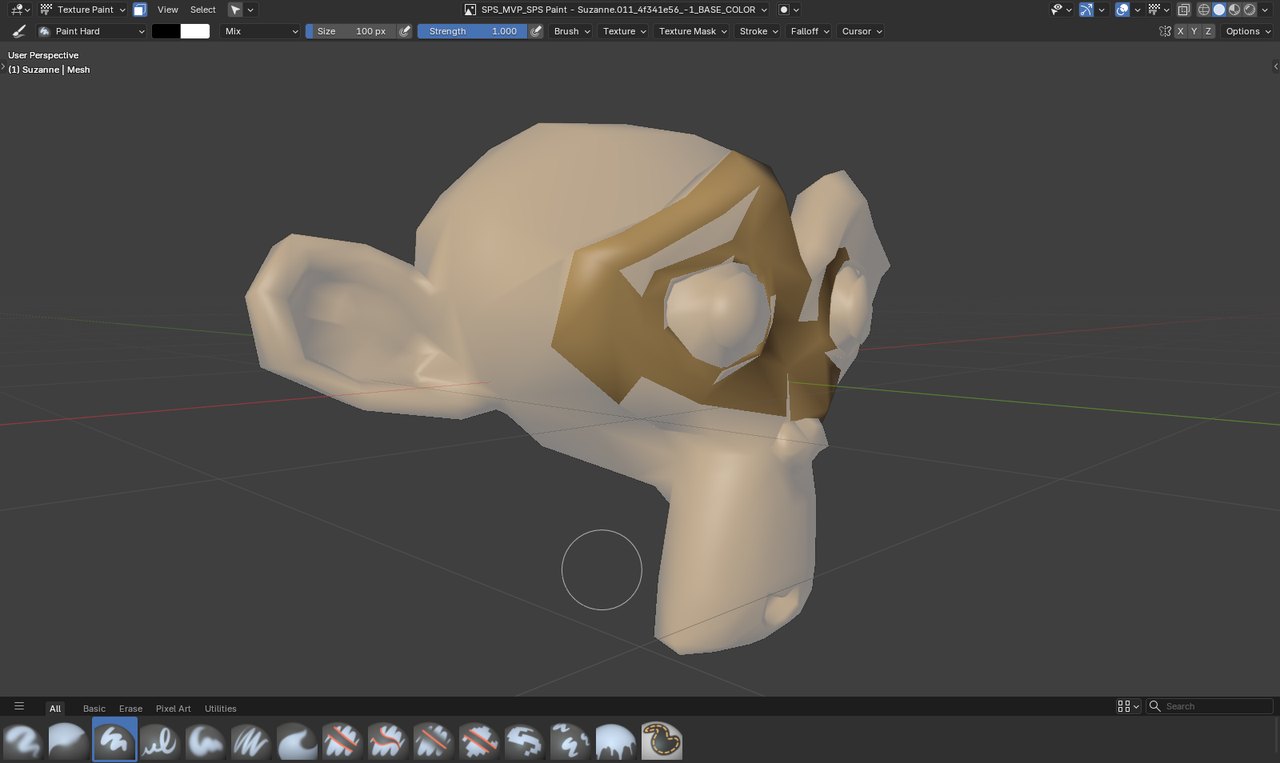 Texture Paint View Select SPS_MVP_SPS Paint - Suzanne.011_4f341e56_-1_BASE_COLOR
Paint Hard Mix Size 100 px Strength 1.000 Brush Texture Texture Mask Stroke Falloff Cursor X Y Z Options
User Perspective
(1) Suzanne | Mesh
All Basic Erase Pixel Art Utilities Search